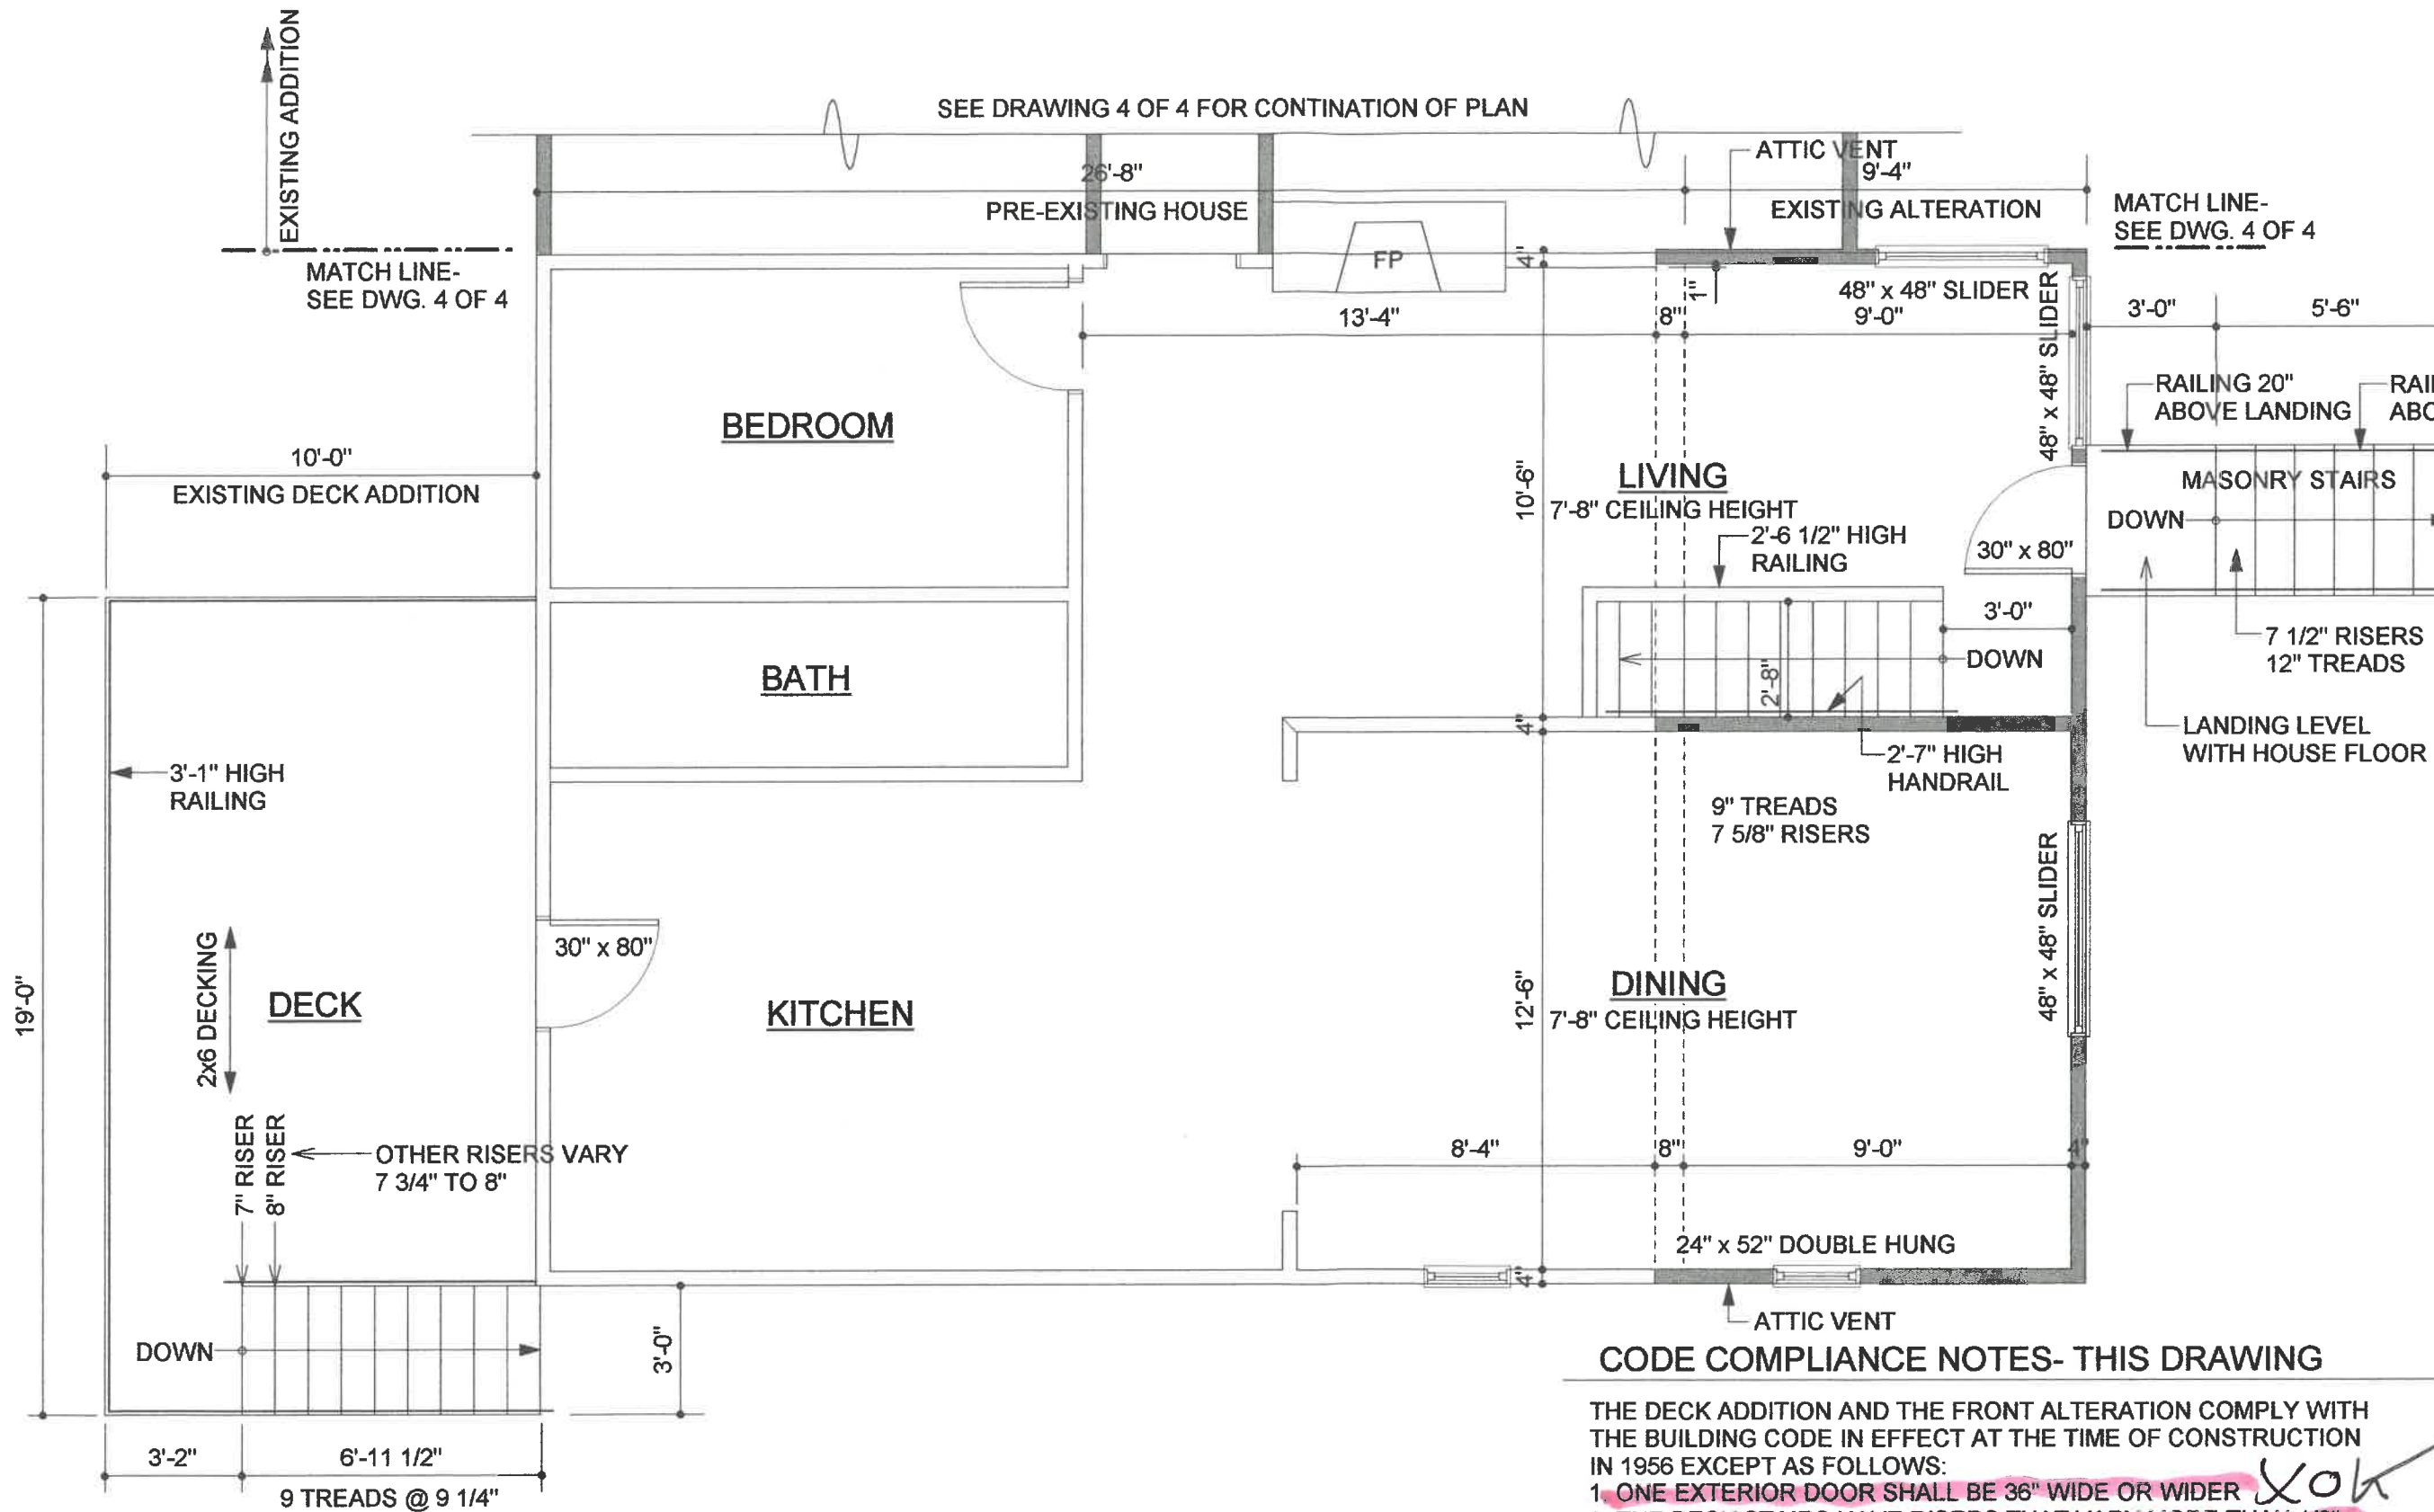 EXISTING ADDITION
SEE DRAWING 4 OF 4 FOR CONTINATION OF PLAN
ATTIC VENT
26'-8"
9'-4"
PRE-EXISTING HOUSE
EXISTING ALTERATION
MATCH LINE-
SEE DWG. 4 OF 4
MATCH LINE-
SEE DWG. 4 OF 4
FP
4"
1"
48" x 48" SLIDER
48" x 48" SLIDER
13'-4"
8"
9'-0"
3'-0"
5'-6"
RAILING 20"
ABOVE LANDING
BEDROOM
10'-0"
EXISTING DECK ADDITION
10'-6"
LIVING
7'-8" CEILING HEIGHT
MASONRY STAIRS
DOWN
2'-6 1/2" HIGH
RAILING
30" x 80"
3'-0"
7 1/2" RISERS
12" TREADS
DOWN
2'-8"
BATH
4"
LANDING LEVEL
WITH HOUSE FLOOR
2'-7" HIGH
HANDRAIL
3'-1" HIGH
RAILING
9" TREADS
7 5/8" RISERS
48" x 48" SLIDER
30" x 80"
19'-0"
2x6 DECKING
DECK
KITCHEN
12'-6"
DINING
7'-8" CEILING HEIGHT
7" RISER
8" RISER
OTHER RISERS VARY
7 3/4" TO 8"
8'-4"
8"
9'-0"
4"
24" x 52" DOUBLE HUNG
4"
ATTIC VENT
DOWN
3'-0"
3'-2"
6'-11 1/2"
9 TREADS @ 9 1/4"
CODE COMPLIANCE NOTES- THIS DRAWING
THE DECK ADDITION AND THE FRONT ALTERATION COMPLY WITH
THE BUILDING CODE IN EFFECT AT THE TIME OF CONSTRUCTION
IN 1956 EXCEPT AS FOLLOWS:
1. ONE EXTERIOR DOOR SHALL BE 36" WIDE OR WIDER